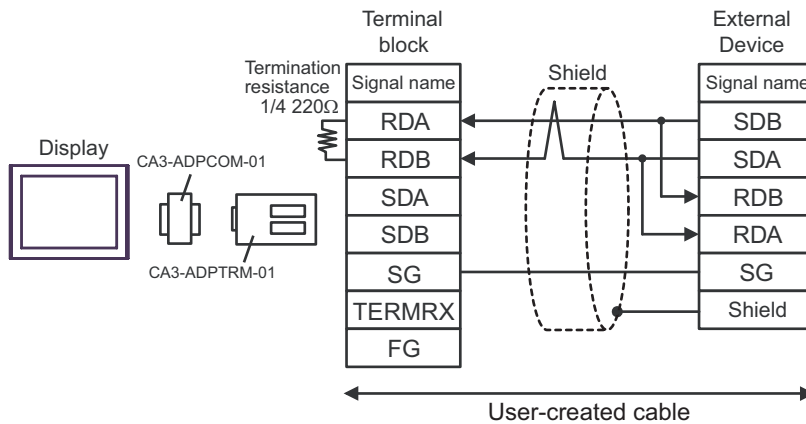 Terminal
block
External
Device
Termination
resistance
1/4 220Ω
Shield
Signal name
Signal name
RDA
SDB
RDB
SDA
SDA
RDB
SDB
RDA
SG
SG
TERMRX
Shield
FG
Display
CA3-ADPCOM-01
CA3-ADPTRM-01
User-created cable